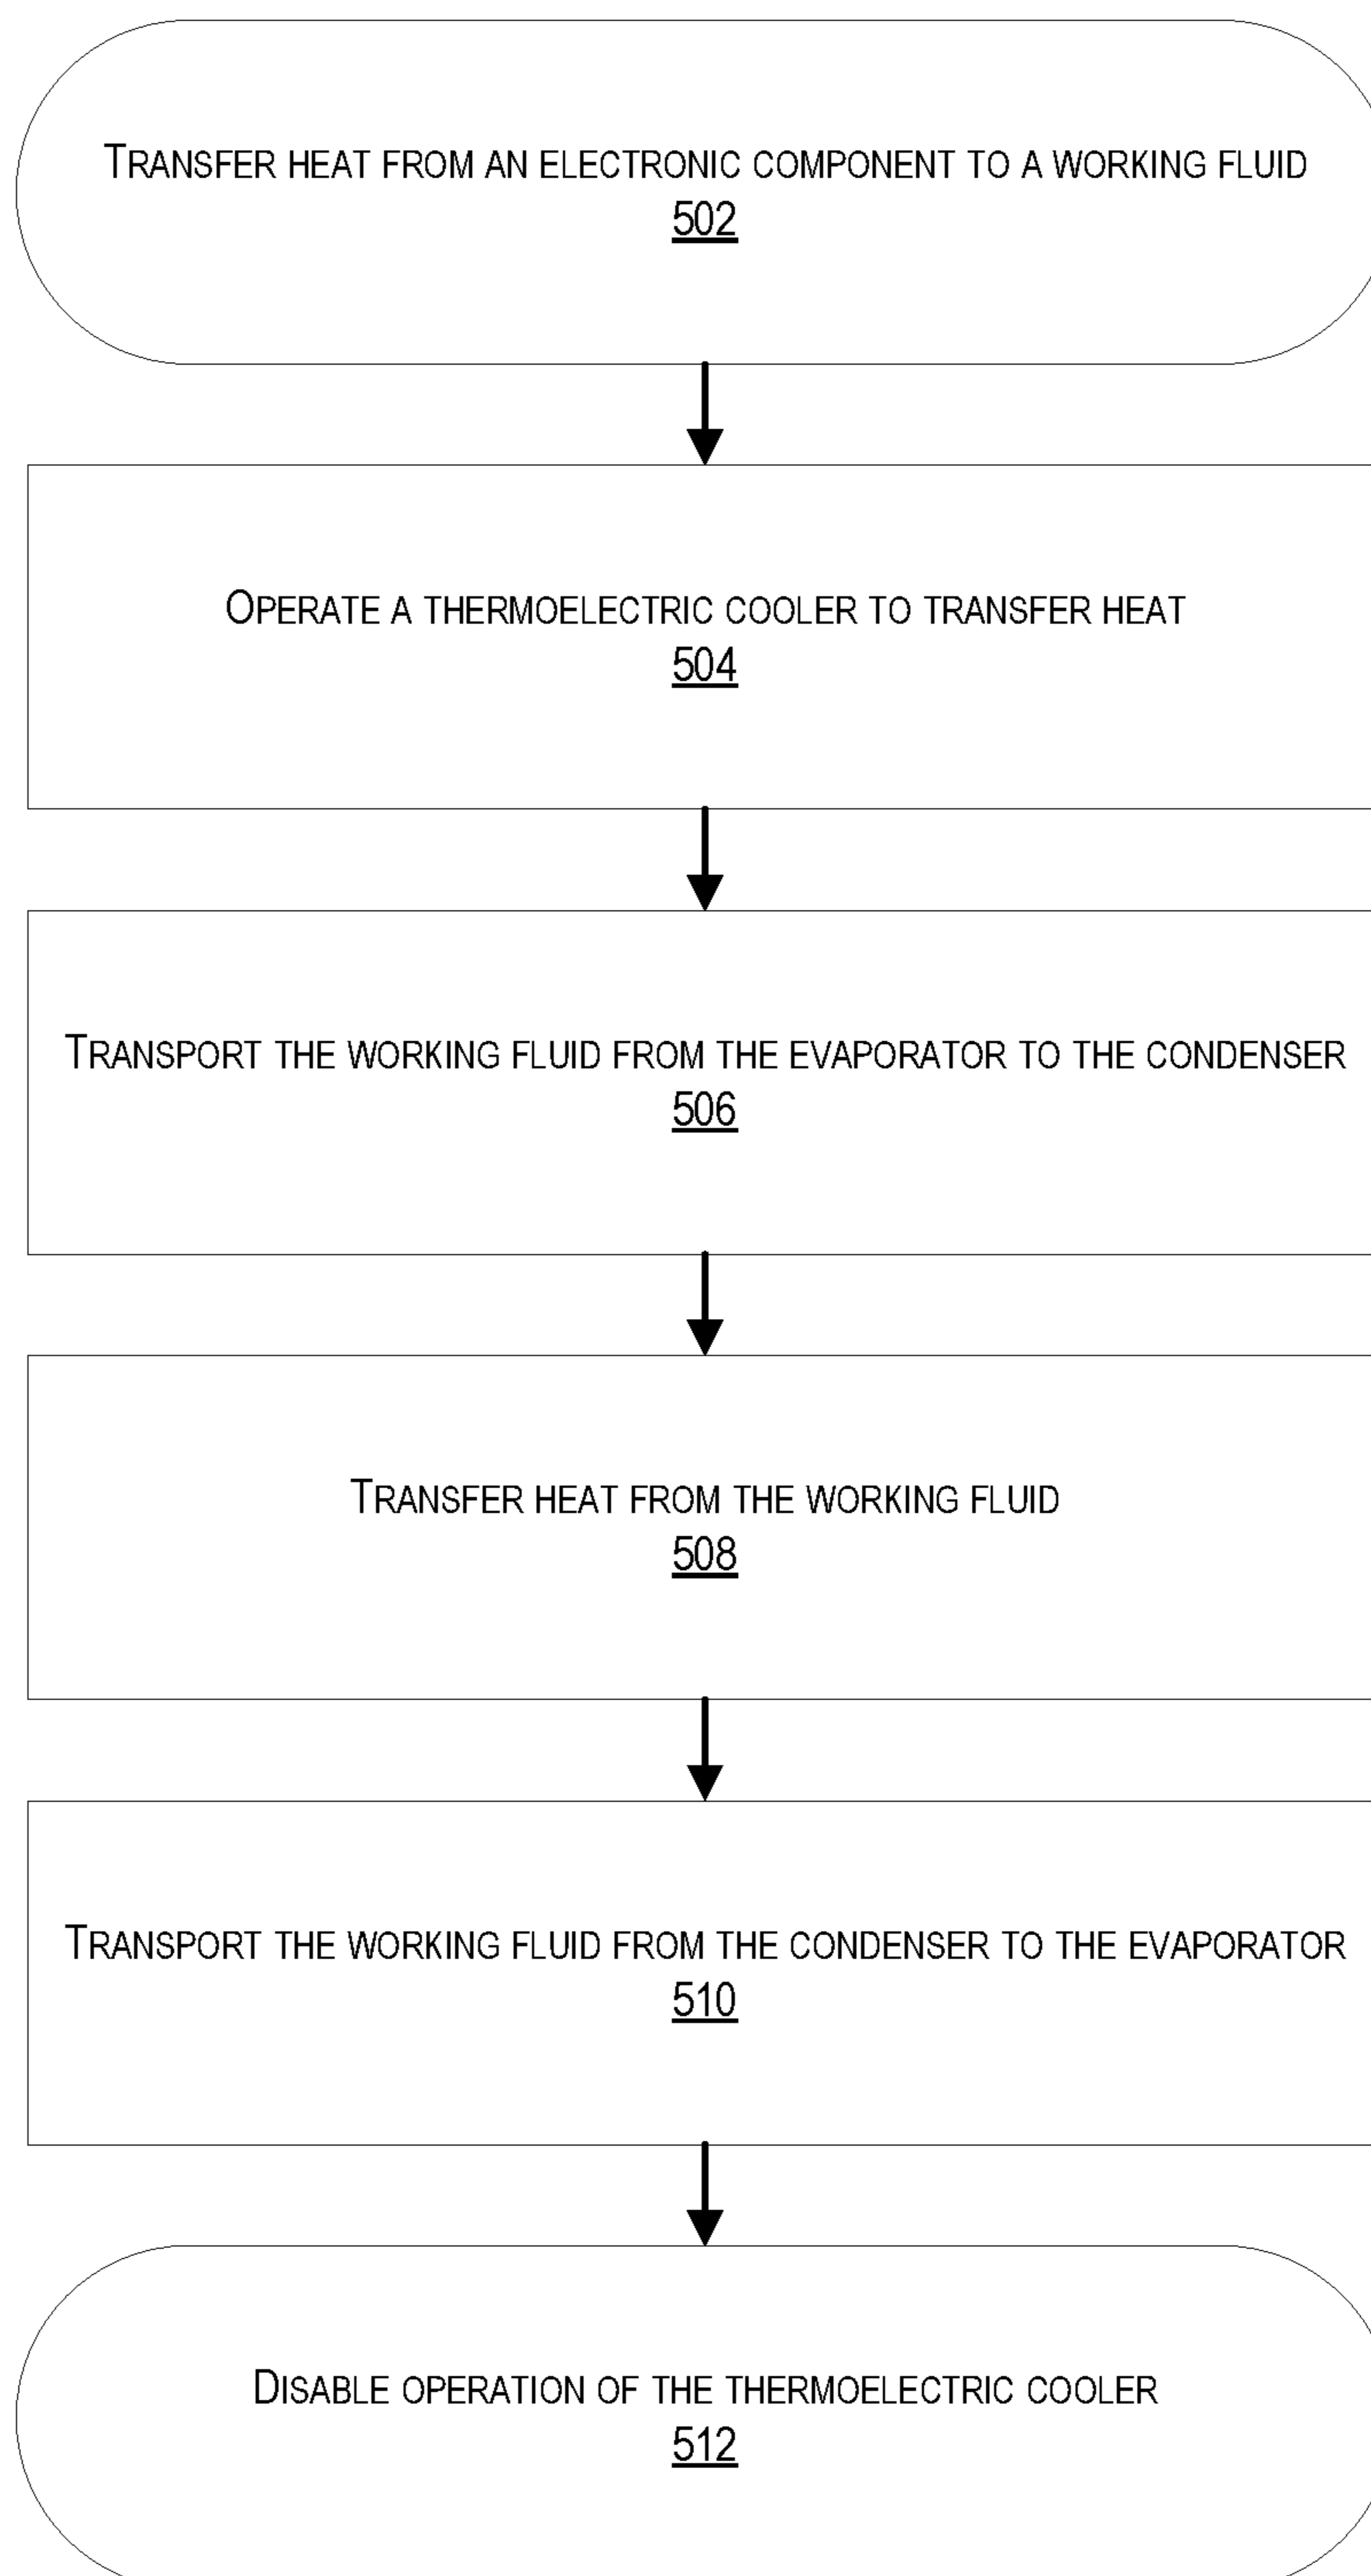 Transfer heat from an electronic component to a working fluid
502
Operate a thermoelectric cooler to transfer heat
504
Transport the working fluid from the evaporator to the condenser
506
Transfer heat from the working fluid
508
Transport the working fluid from the condenser to the evaporator
510
Disable operation of the thermoelectric cooler
512